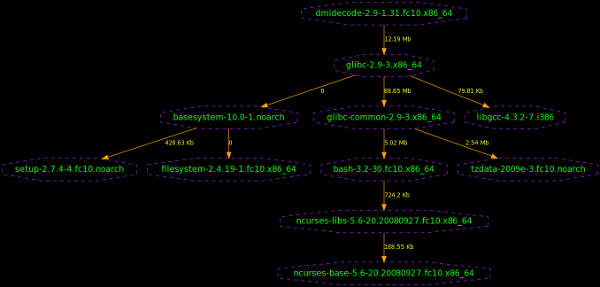 dmidecode-2.9-1.31.fc10.x86_64
12.19 Mb
glibc-2.9-3.x86_64
0
88.85 Mb
79.81 Kb
basesystem-10.0-1.noarch
glibc-common-2.9-3.x86_64
libgcc-4.3.2-7.i386
428.63 Kb
0
5.02 Mb
2.54 Mb
setup-2.7.4-4.fc10.noarch
filesystem-2.4.19-1.fc10.x86_64
bash-3.2-30.fc10.x86_64
tzdata-2009e-3.fc10.noarch
724.2 Kb
ncurses-libs-5.6-20.20080927.fc10.x86_64
188.55 Kb
ncurses-base-5.6-20.20080927.fc10.x86_64